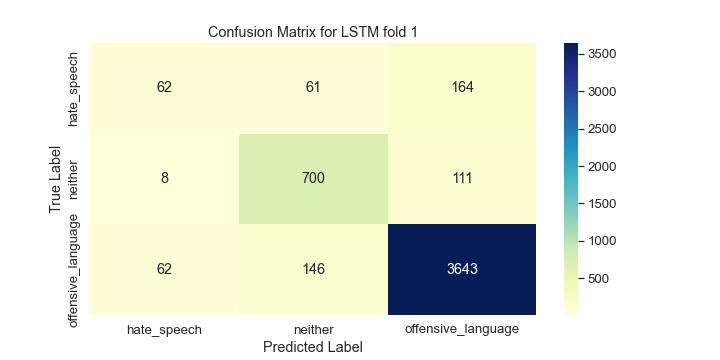 Confusion Matrix for LSTM fold 1
True Label
hate_speech
62 61 164
neither
8 700 111
offensive_language
62 146 3643
hate_speech neither offensive_language
Predicted Label
3500
3000
2500
2000
1500
1000
500